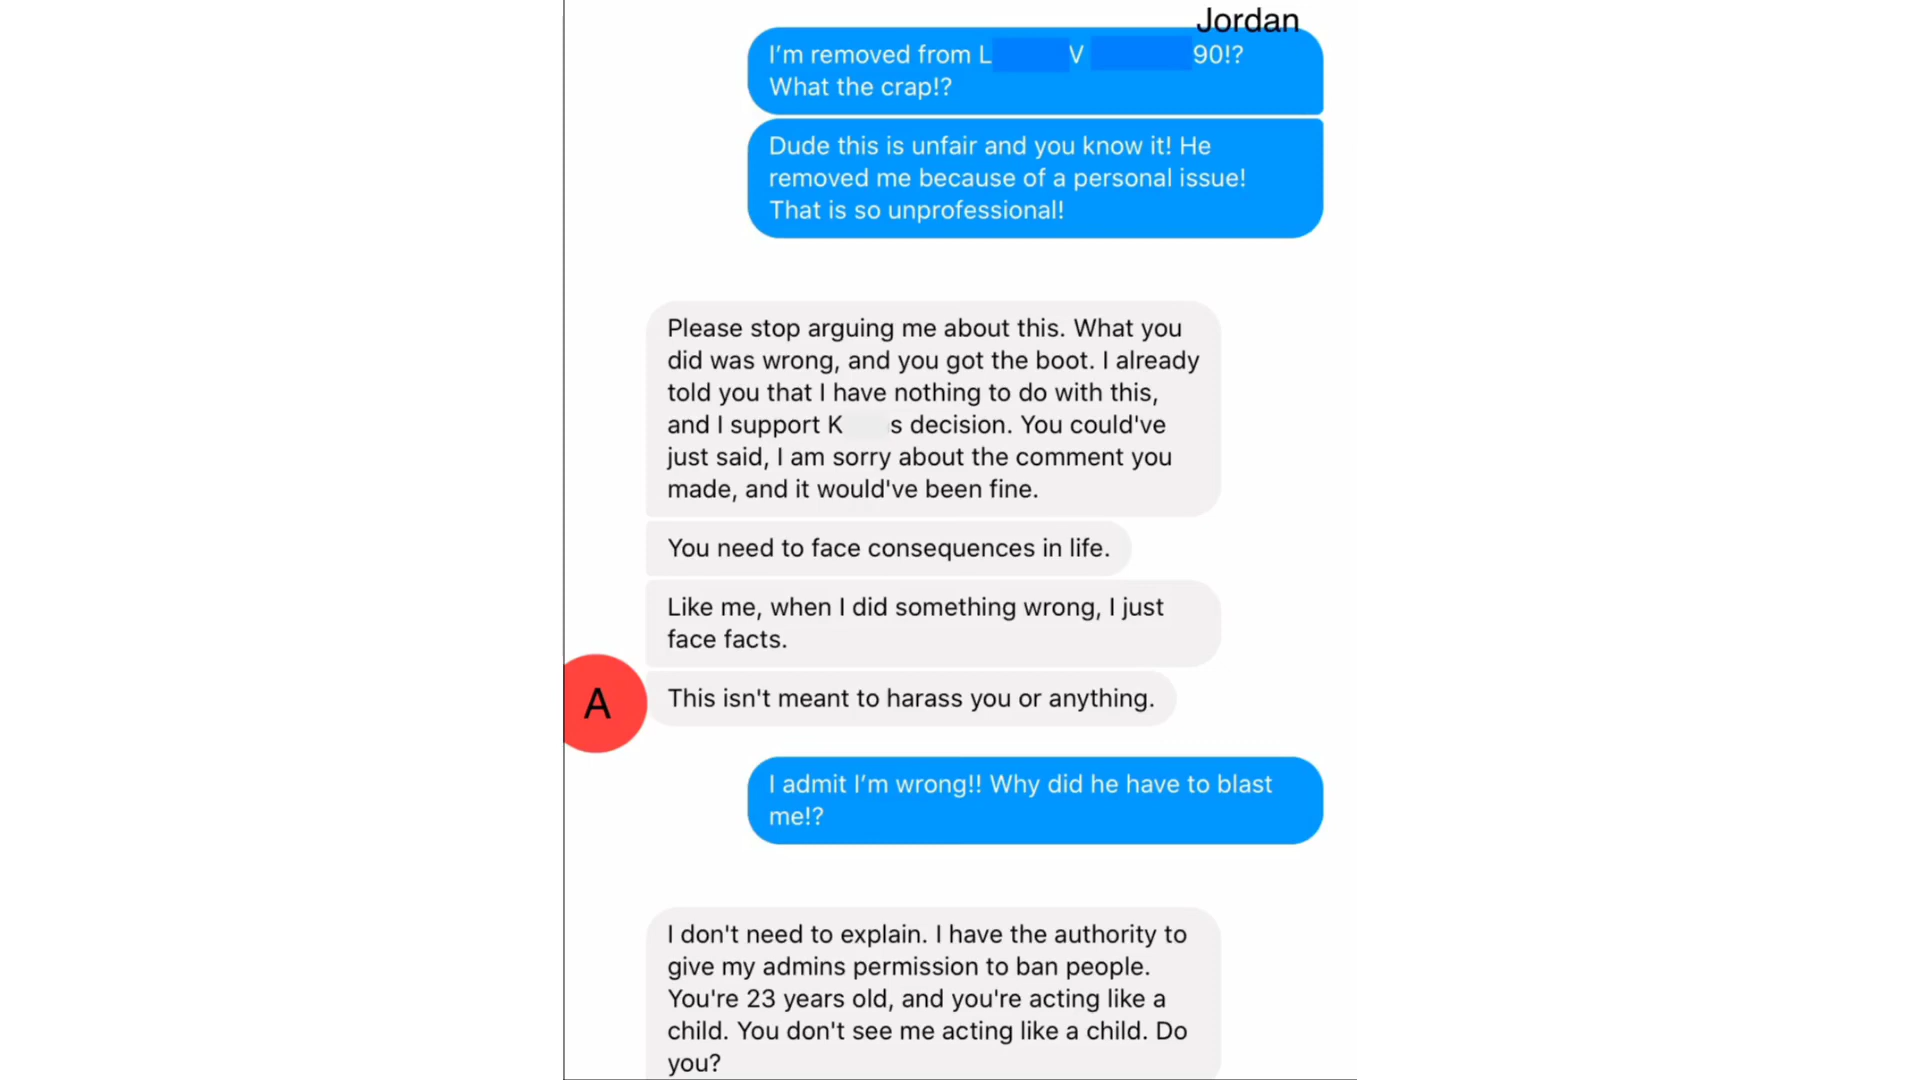 Jordan
I’m removed from L V 90!?
What the crap!?
Dude this is unfair and you know it! He
removed me because of a personal issue!
That is so unprofessional!
Please stop arguing me about this. What you
did was wrong, and you got the boot. I already
told you that I have nothing to do with this,
and I support K s decision. You could've
just said, I am sorry about the comment you
made, and it would've been fine.
You need to face consequences in life.
Like me, when I did something wrong, I just
face facts.
A
This isn't meant to harass you or anything.
I admit I’m wrong!! Why did he have to blast
me!?
I don't need to explain. I have the authority to
give my admins permission to ban people.
You're 23 years old, and you're acting like a
child. You don't see me acting like a child. Do
you?